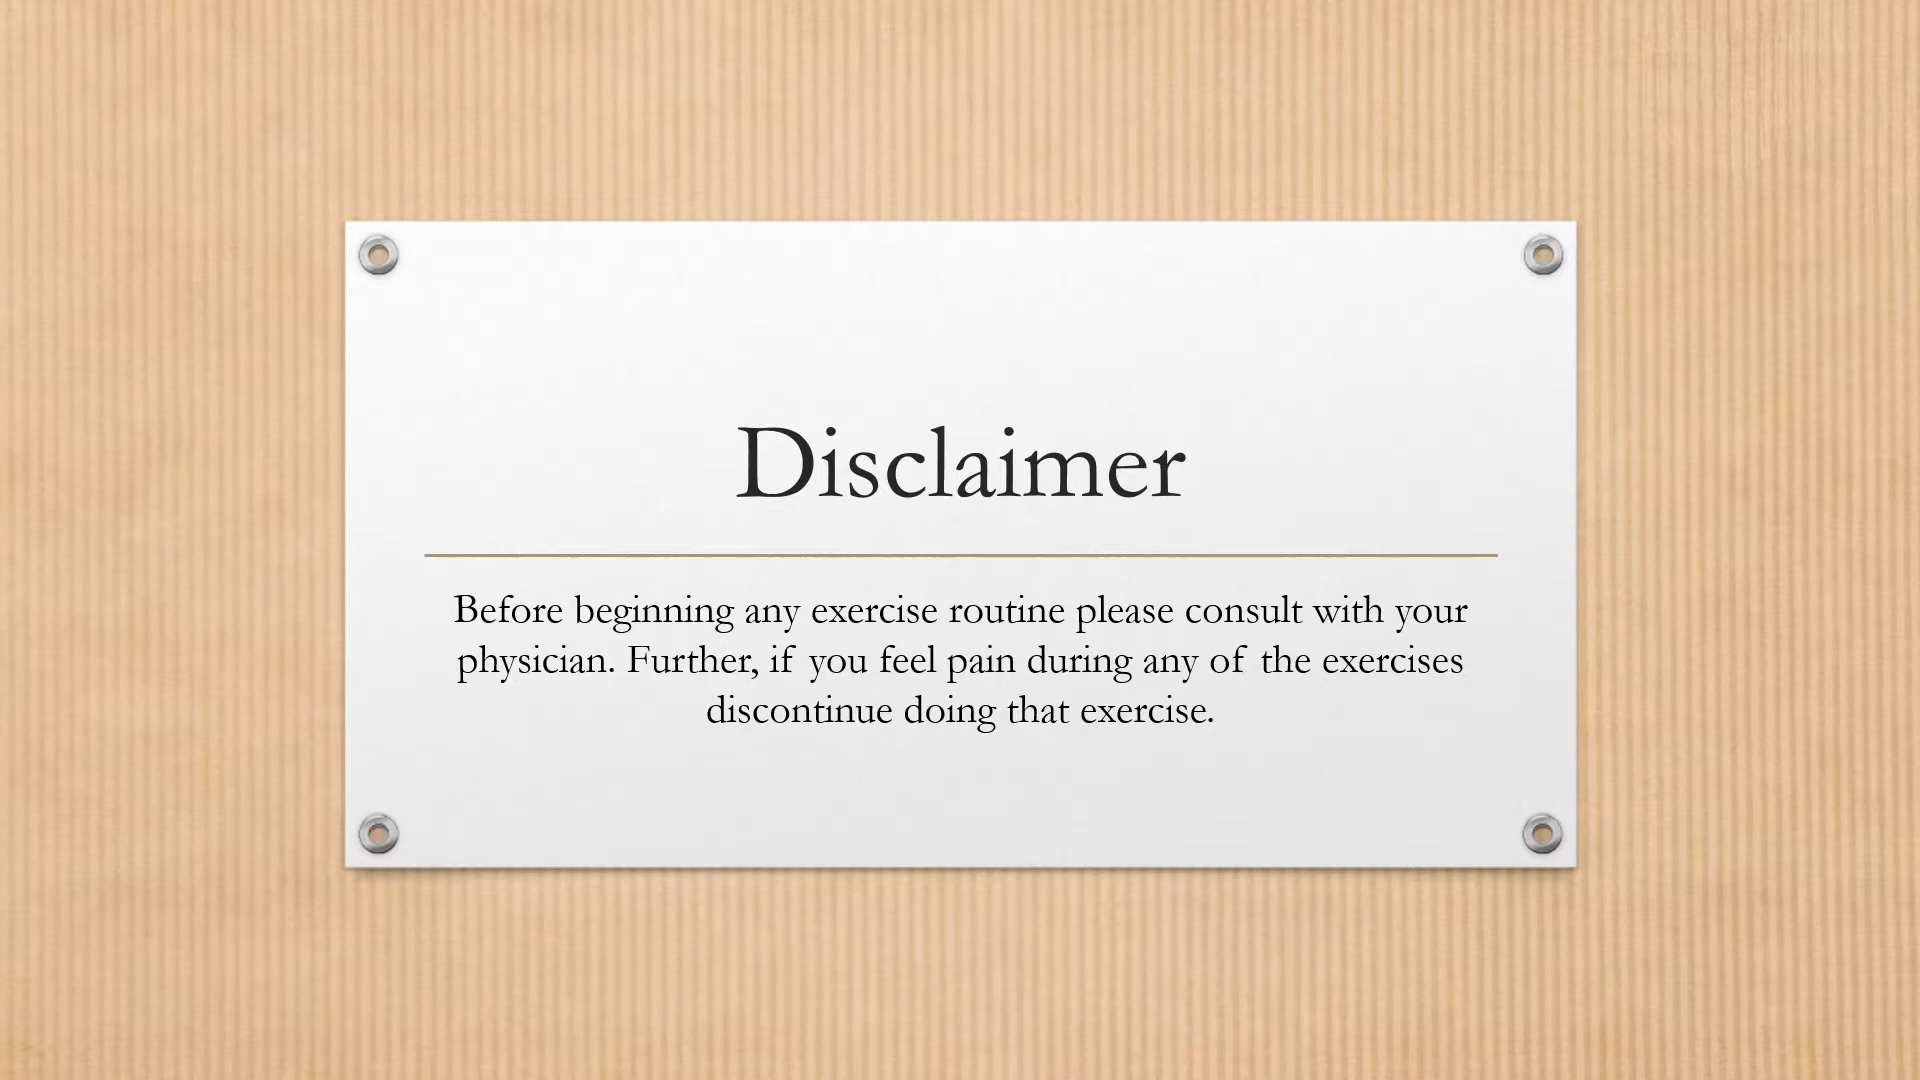 Disclaimer
Before beginning any exercise routine please consult with your
physician. Further, if you feel pain during any of the exercises
discontinue doing that exercise.